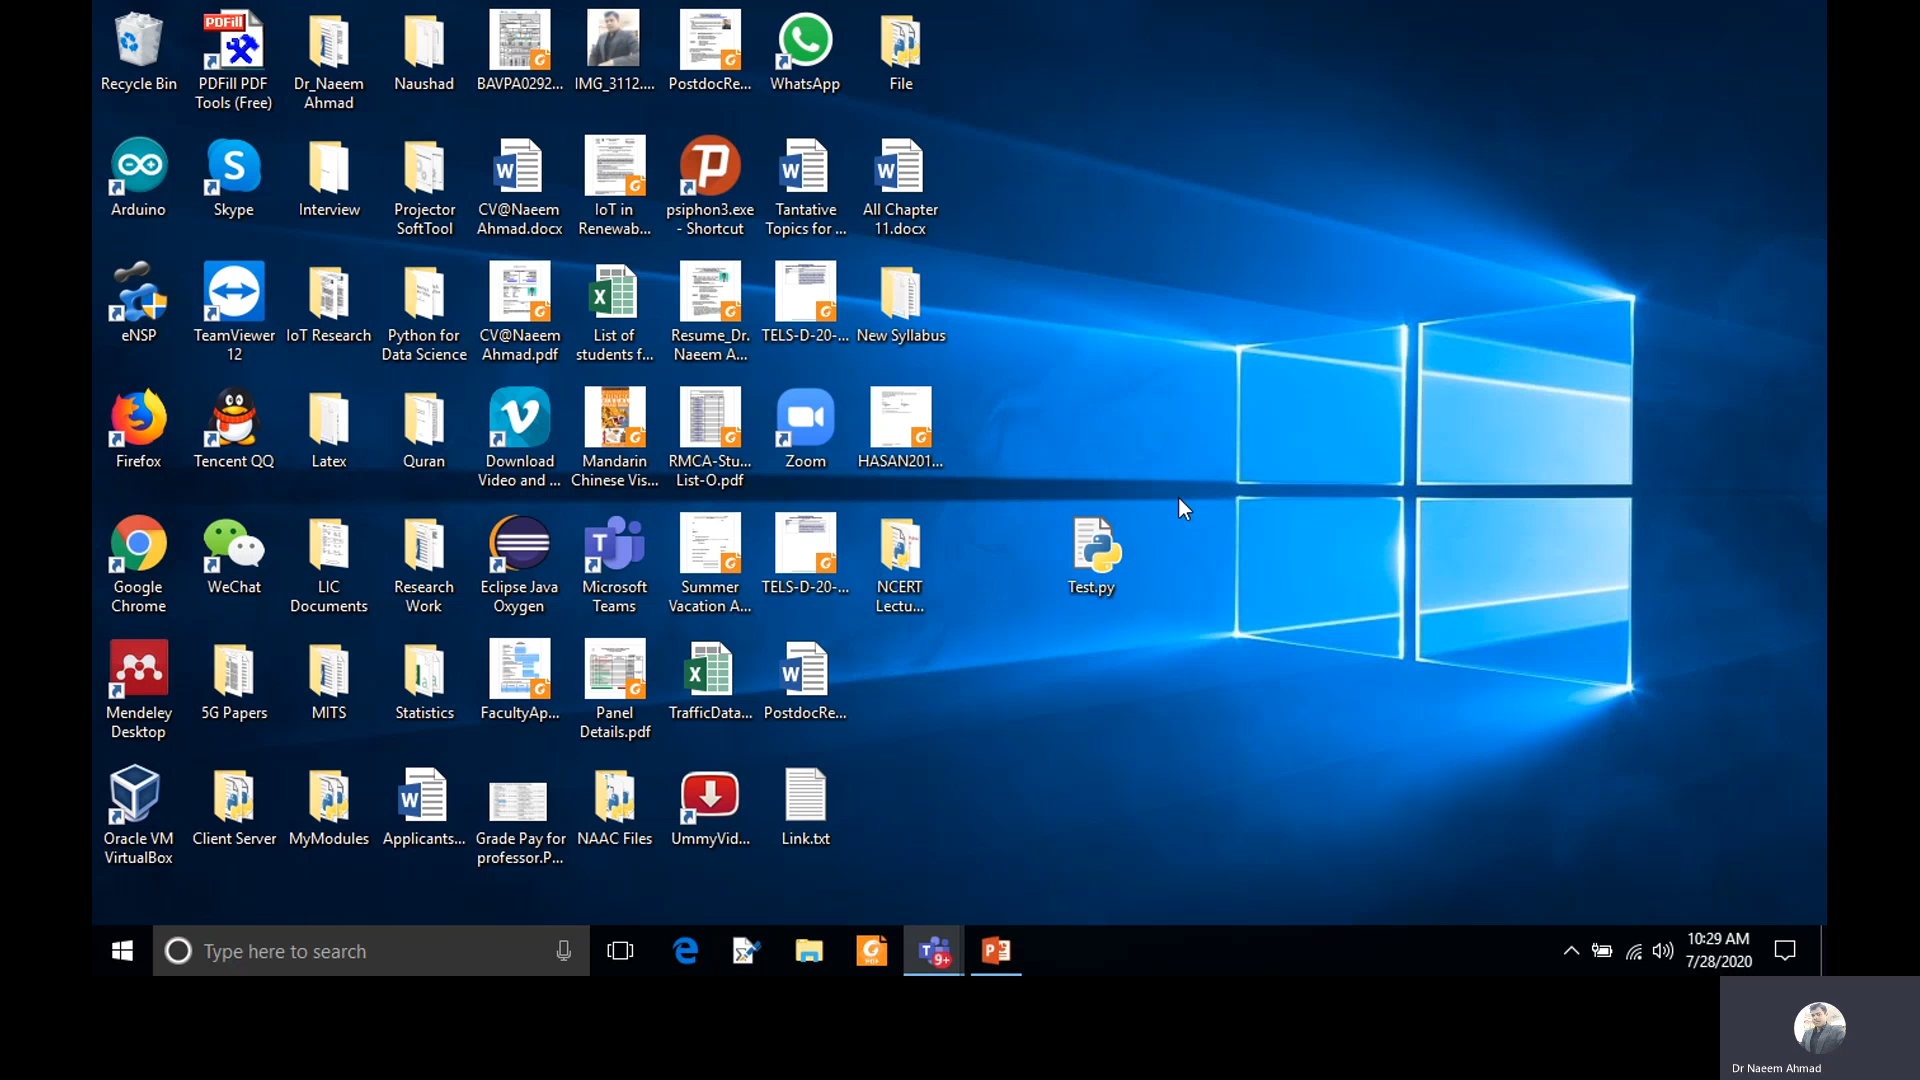 Recycle Bin
PDFill PDF
Tools (Free)
Dr_Naeem
Ahmad
Naushad
BAVPA0292...
IMG_3112....
PostdocRe...
WhatsApp
File
Arduino
Skype
Interview
Projector
SoftTool
CV@Naeem
Ahmad.docx
IoT in
Renewab...
psiphon3.exe
- Shortcut
Tantative
Topics for ...
All Chapter
11.docx
eNSP
TeamViewer
12
IoT Research
Python for
Data Science
CV@Naeem
Ahmad.pdf
List of
students f...
Resume_Dr.
Naeem A...
TELS-D-20-...
New Syllabus
Firefox
Tencent QQ
Latex
Quran
Download
Video and ...
Mandarin
Chinese Vis...
RMCA-Stu...
List-O.pdf
Zoom
HASAN201...
Google
Chrome
WeChat
LIC
Documents
Research
Work
Eclipse Java
Oxygen
Microsoft
Teams
Summer
Vacation A...
TELS-D-20-...
NCERT
Lectu...
Test.py
Mendeley
Desktop
5G Papers
MITS
Statistics
FacultyAp...
Panel
Details.pdf
TrafficData...
PostdocRe...
Oracle VM
VirtualBox
Client Server
MyModules
Applicants...
Grade Pay for
professor.P...
NAAC Files
UmmyVid...
Link.txt
Type here to search
9+
10:29 AM
7/28/2020
Dr Naeem Ahmad